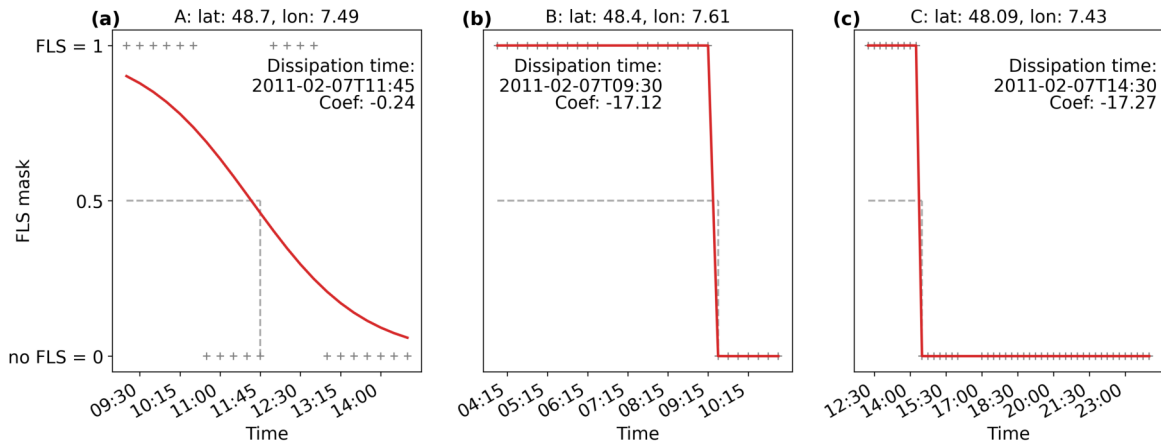 (a)
A: lat: 48.7, lon: 7.49
FLS = 1
0.5
no FLS = 0
FLS mask
Dissipation time:
2011-02-07T11:45
Coef: -0.24
09:30
10:15
11:00
11:45
12:30
13:15
14:00
Time
(b)
B: lat: 48.4, lon: 7.61
Dissipation time:
2011-02-07T09:30
Coef: -17.12
04:15
05:15
06:15
07:15
08:15
09:15
10:15
Time
(c)
C: lat: 48.09, lon: 7.43
Dissipation time:
2011-02-07T14:30
Coef: -17.27
12:30
14:00
15:30
17:00
18:30
20:00
21:30
23:00
Time